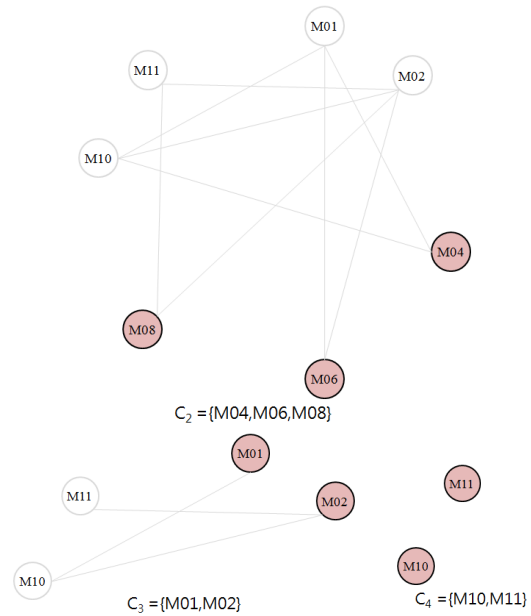 M01
M11
M02
M10
M04
M08
M06
C₂ ={M04,M06,M08}
M01
M11
M02
M11
M10
M10
C₃ ={M01,M02}
C₄ ={M10,M11}